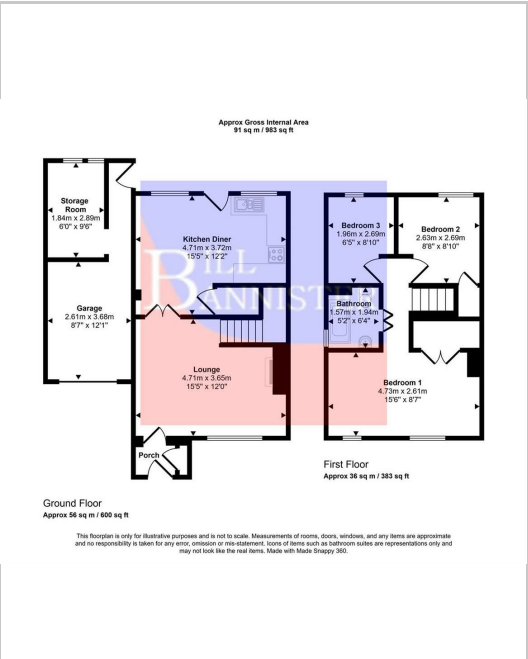 Approx Gross Internal Area
91 sq m / 983 sq ft
Storage
Room
1.84m x 2.89m
6'0" x 9'6"
Garage
2.61m x 3.68m
8'7" x 12'1"
Kitchen Diner
4.71m x 3.72m
15'5" x 12'2"
BILL
BANNISTER
Lounge
4.71m x 3.65m
15'5" x 12'0"
Porch
Bedroom 3
1.96m x 2.69m
6'5" x 8'10"
Bedroom 2
2.63m x 2.69m
8'8" x 8'10"
Bathroom
1.57m x 1.94m
5'2" x 6'4"
Bedroom 1
4.73m x 2.61m
15'6" x 8'7"
First Floor
Approx 36 sq m / 383 sq ft
Ground Floor
Approx 56 sq m / 600 sq ft
This floorplan is only for illustrative purposes and is not to scale. Measurements of rooms, doors, windows, and any items are approximate
and no responsibility is taken for any error, omission or mis-statement. Icons of items such as bathroom suites are representations only and
may not look like the real items. Made with Made Snappy 360.